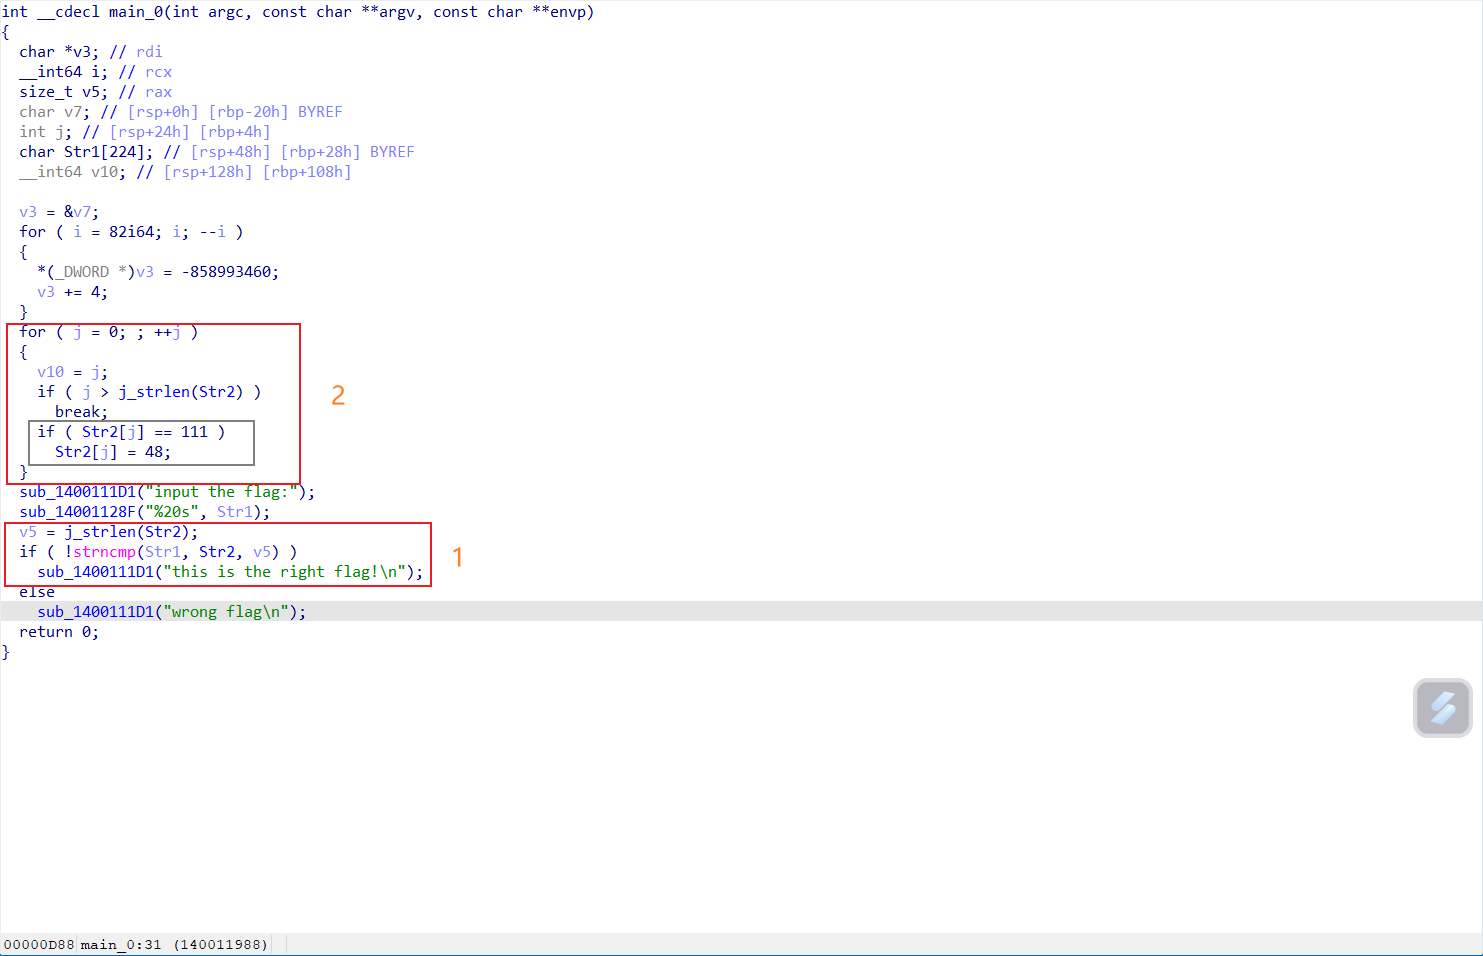 int __cdecl main_0(int argc, const char **argv, const char **envp)
{
  char *v3; // rdi
  __int64 i; // rcx
  size_t v5; // rax
  char v7; // [rsp+0h] [rbp-20h] BYREF
  int j; // [rsp+24h] [rbp+4h]
  char Str1[224]; // [rsp+48h] [rbp+28h] BYREF
  __int64 v10; // [rsp+128h] [rbp+108h]

  v3 = &v7;
  for ( i = 82i64; i; --i )
  {
    *(_DWORD *)v3 = -858993460;
    v3 += 4;
  }
  for ( j = 0; ; ++j )
  {
    v10 = j;
    if ( j > j_strlen(Str2) )
      break;
    if ( Str2[j] == 111 )
      Str2[j] = 48;
  }
2
  sub_1400111D1("input the flag:");
  sub_14001128F("%20s", Str1);
  v5 = j_strlen(Str2);
  if ( !strncmp(Str1, Str2, v5) )
    sub_1400111D1("this is the right flag!\n");
1
  else
    sub_1400111D1("wrong flag\n");
  return 0;
}
00000D88 main_0:31 (140011988)